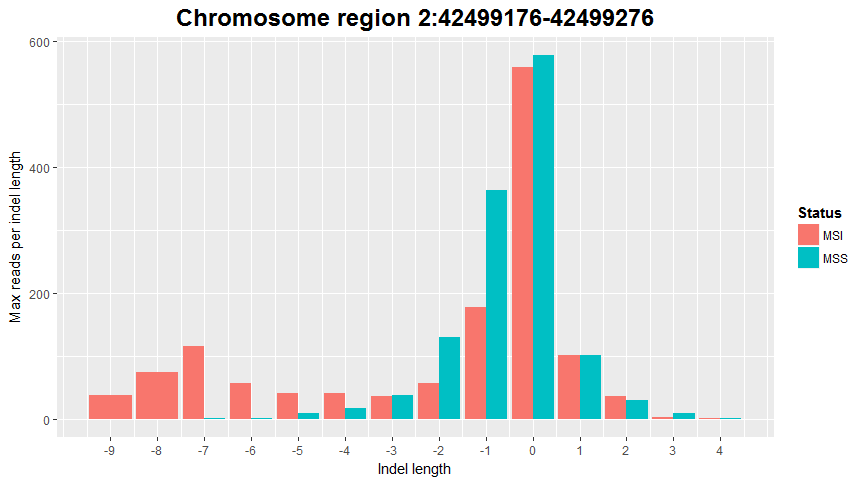 Chromosome region 2:42499176-42499276
600
400
200
0
Max reads per indel length
-9 -8 -7 -6 -5 -4 -3 -2 -1 0 1 2 3 4
Indel length
Status
MSI
MSS